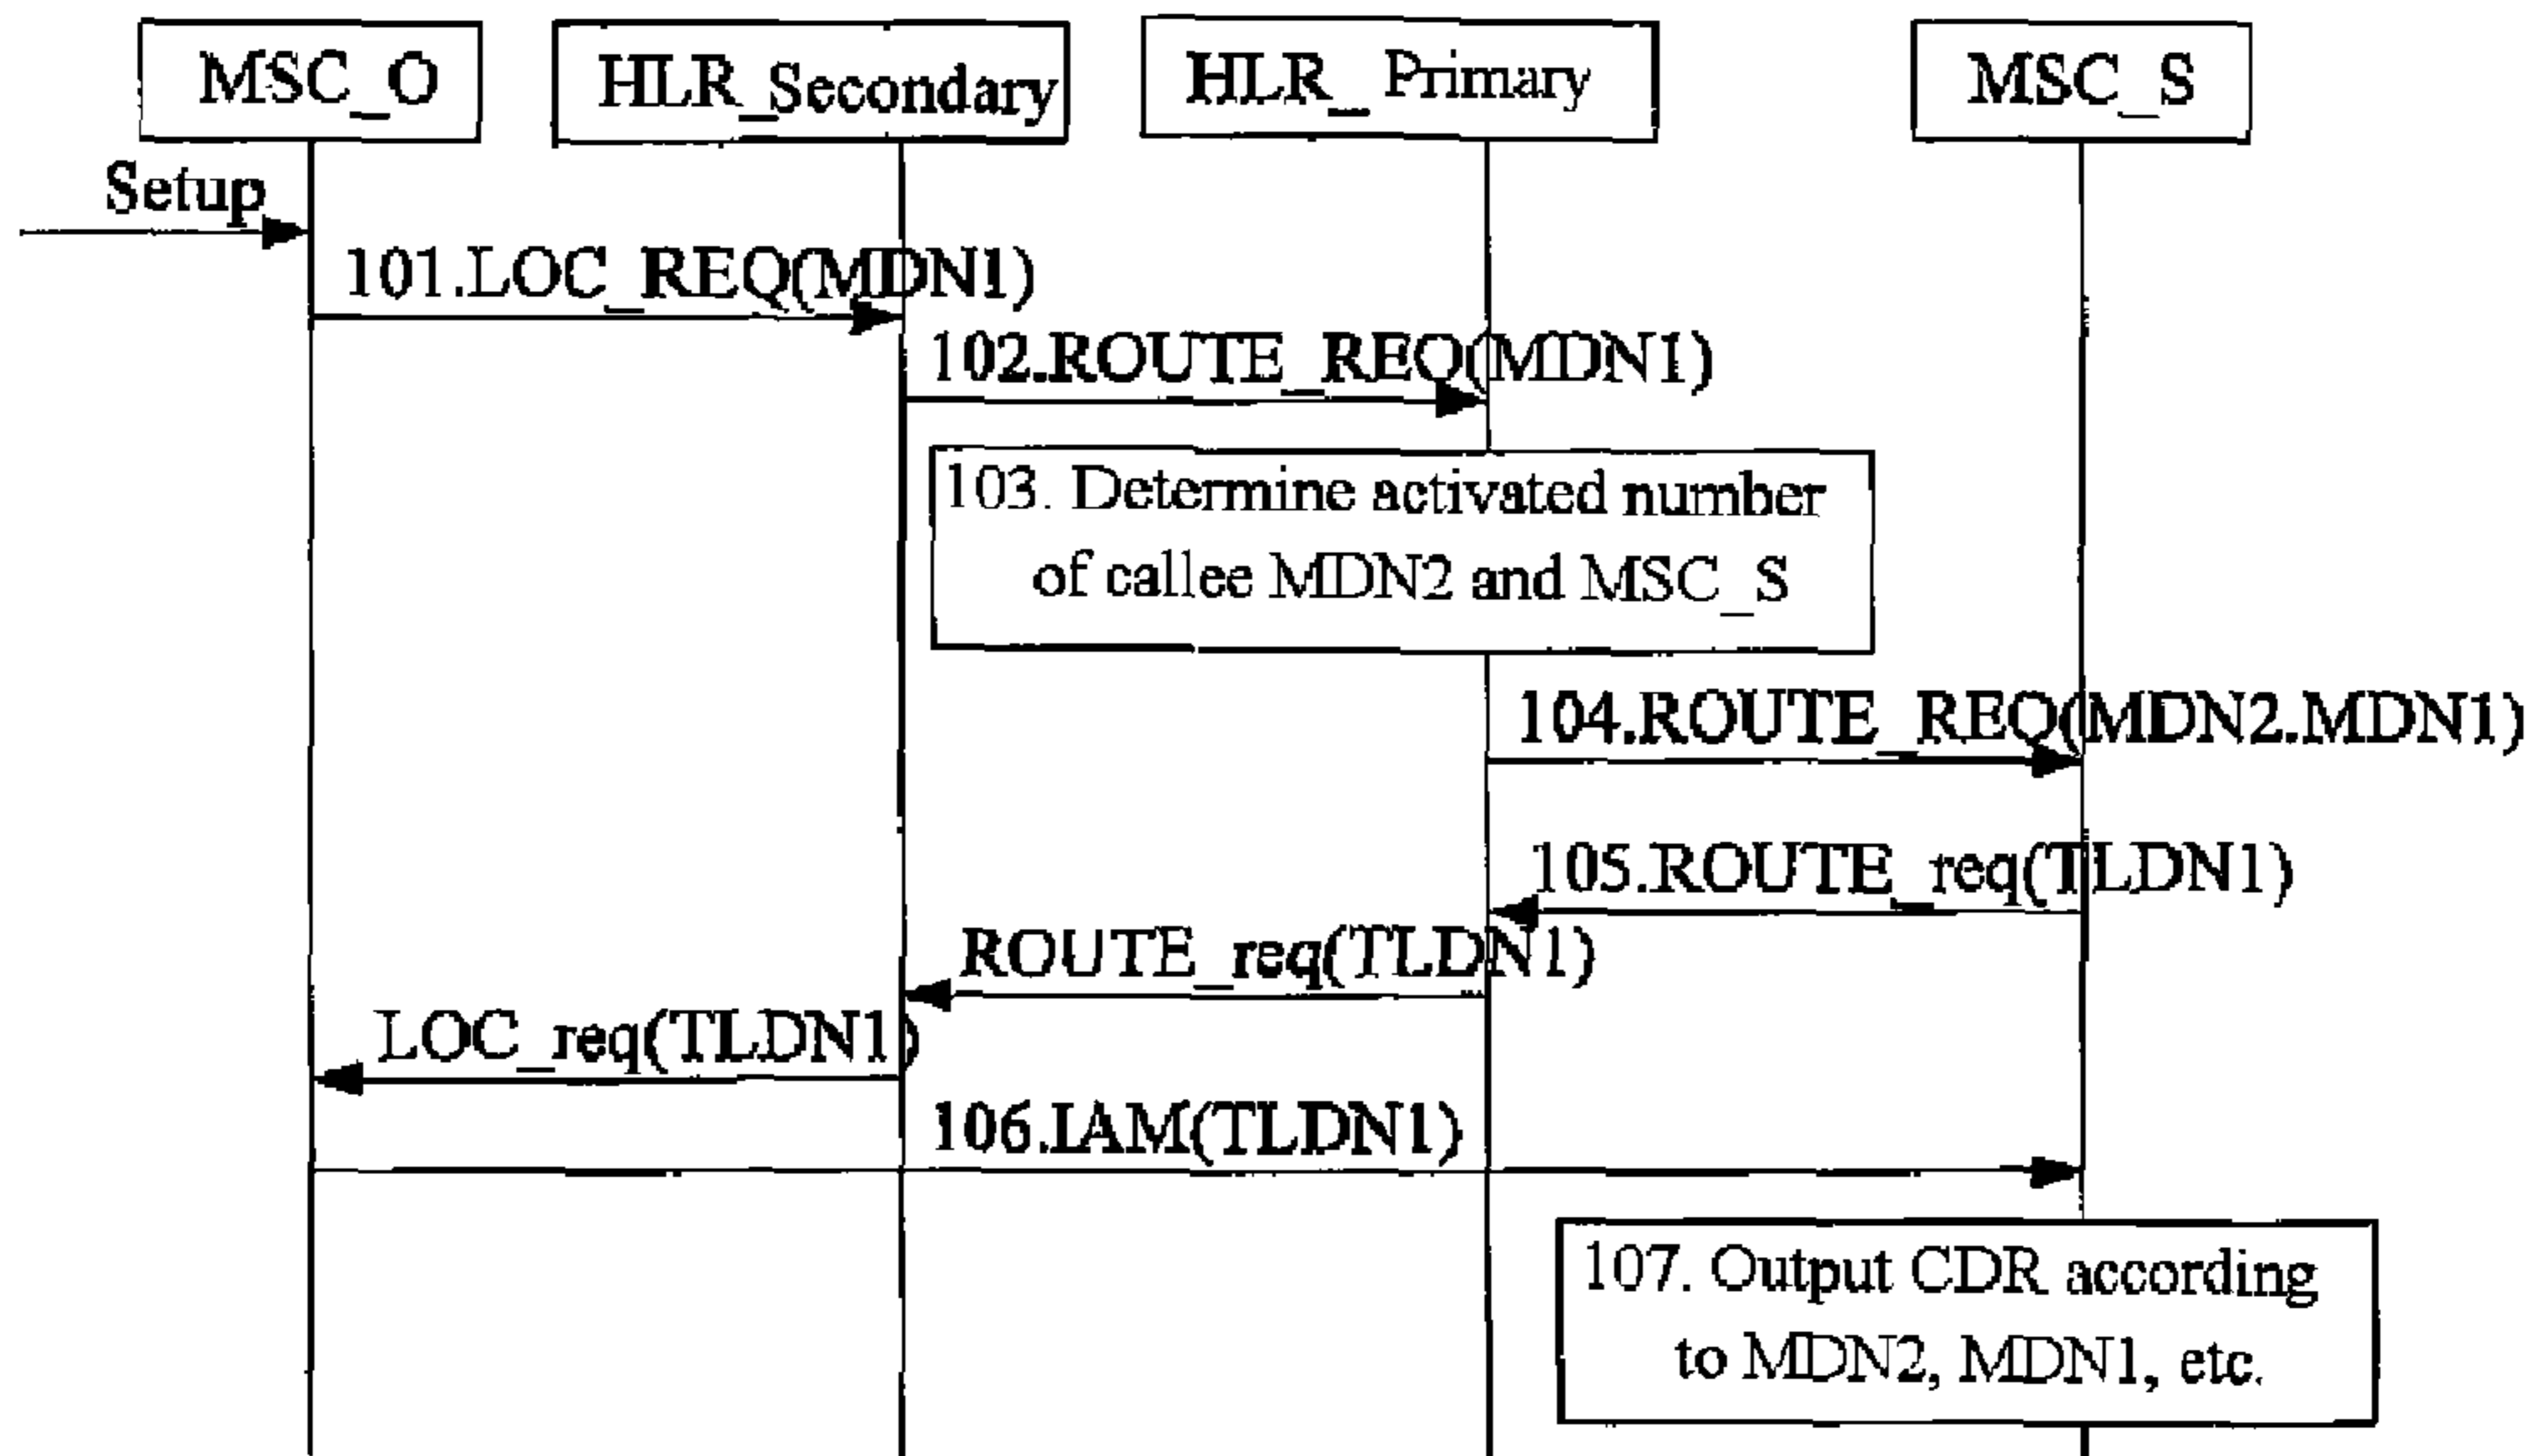 MSC_O
HLR_Secondary
HLR_ Primary
MSC_S
Setup
101.LOC_REQ(MDN1)
102.ROUTE_REQ(MDN1)
103. Determine activated number
of callee MDN2 and MSC_S
104.ROUTE_REQ(MDN2.MDN1)
105.ROUTE_req(TLDN1)
ROUTE_req(TLDN1)
LOC_req(TLDN1)
106.IAM(TLDN1)
107. Output CDR according
to MDN2, MDN1, etc.